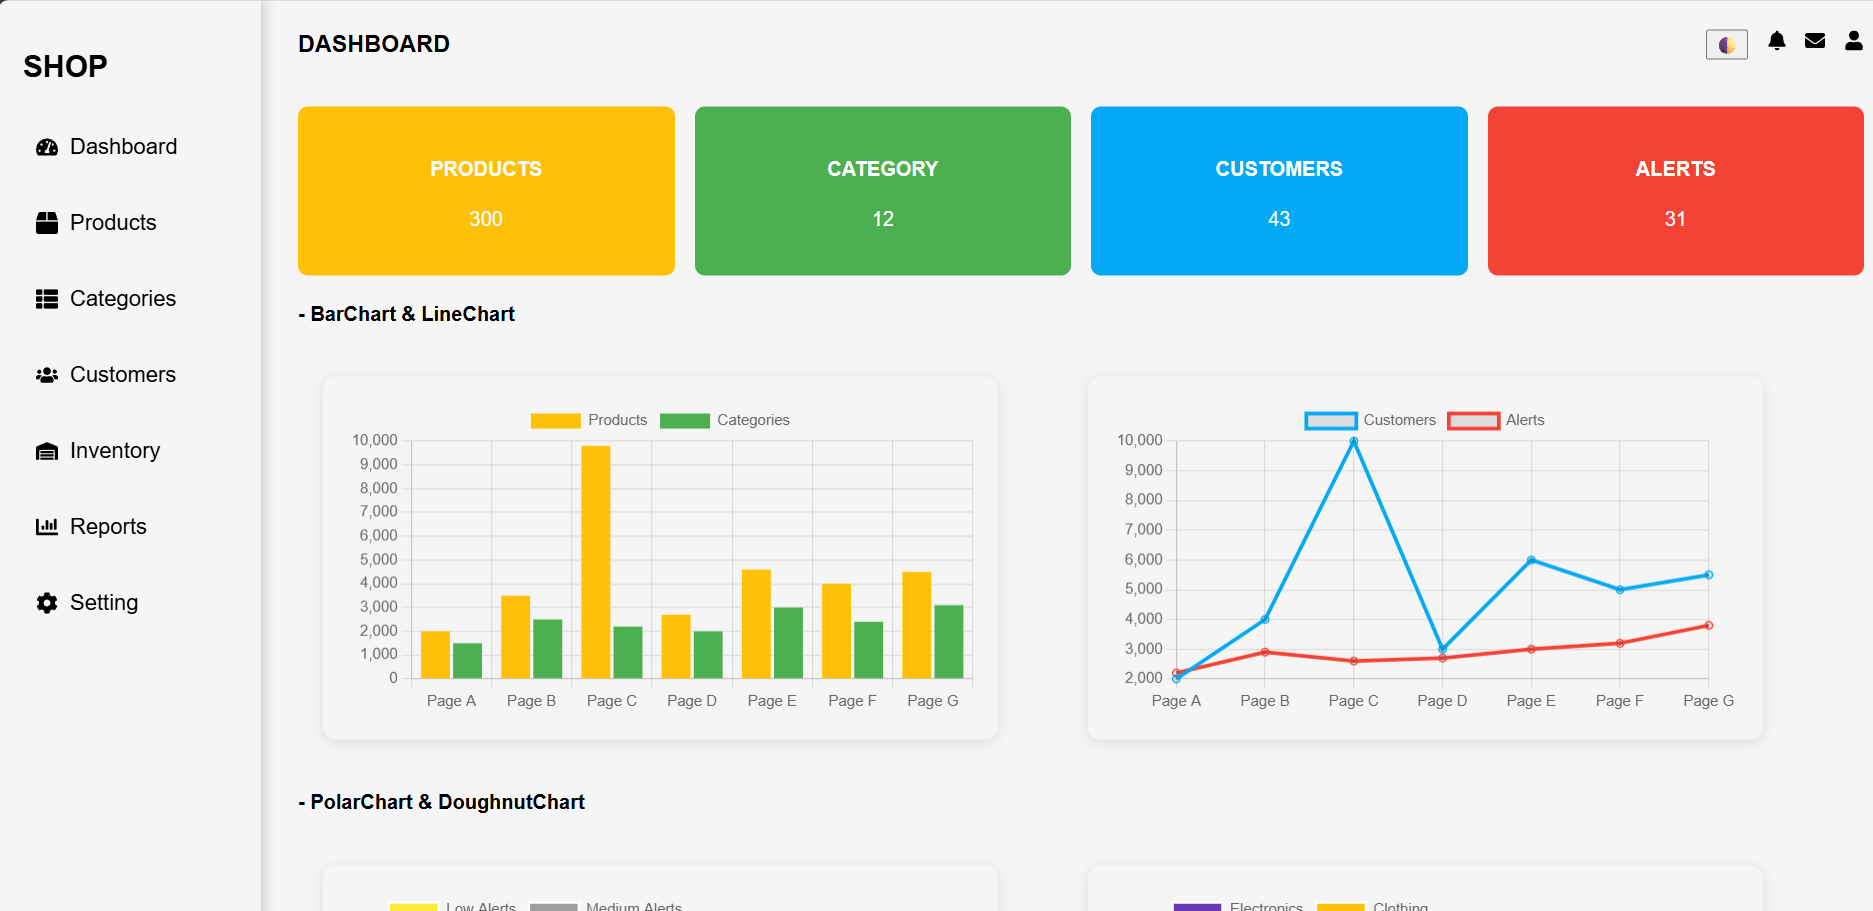 SHOP
Dashboard
Products
Categories
Customers
Inventory
Reports
Setting
DASHBOARD
PRODUCTS
300
CATEGORY
12
CUSTOMERS
43
ALERTS
31
- BarChart & LineChart
Products Categories
10,000
9,000
8,000
7,000
6,000
5,000
4,000
3,000
2,000
1,000
0
Page A Page B Page C Page D Page E Page F Page G
Customers Alerts
10,000
9,000
8,000
7,000
6,000
5,000
4,000
3,000
2,000
Page A Page B Page C Page D Page E Page F Page G
- PolarChart & DoughnutChart
Low Alerts Medium Alerts
Electronics Clothing